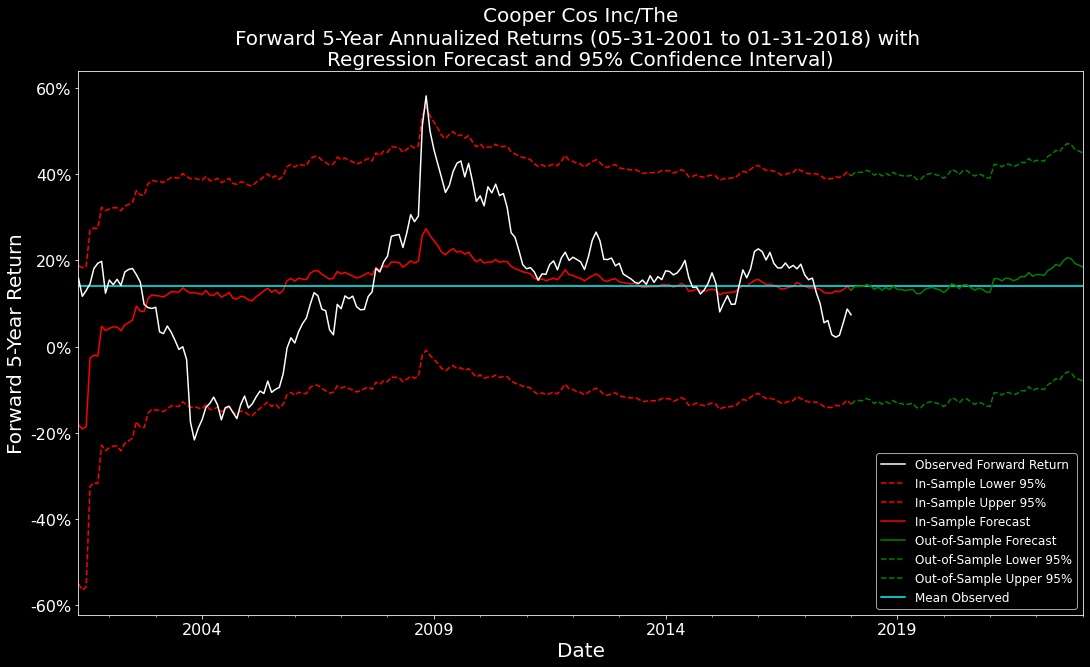 Cooper Cos Inc/The
Forward 5-Year Annualized Returns (05-31-2001 to 01-31-2018) with
Regression Forecast and 95% Confidence Interval)
60%
40%
20%
0%
-20%
-40%
-60%
Forward 5-Year Return
2004
2009
2014
2019
Date
Observed Forward Return
In-Sample Lower 95%
In-Sample Upper 95%
In-Sample Forecast
Out-of-Sample Forecast
Out-of-Sample Lower 95%
Out-of-Sample Upper 95%
Mean Observed